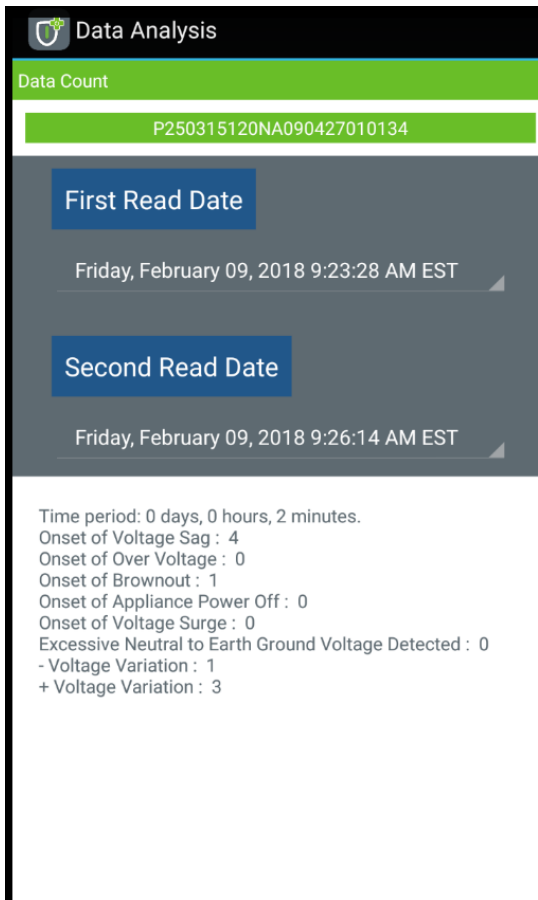 Data Analysis
Data Count
P250315120NA090427010134
First Read Date
Friday, February 09, 2018 9:23:28 AM EST
Second Read Date
Friday, February 09, 2018 9:26:14 AM EST
Time period: 0 days, 0 hours, 2 minutes.
Onset of Voltage Sag :  4
Onset of Over Voltage :  0
Onset of Brownout :  1
Onset of Appliance Power Off :  0
Onset of Voltage Surge :  0
Excessive Neutral to Earth Ground Voltage Detected :  0
- Voltage Variation :  1
+ Voltage Variation :  3